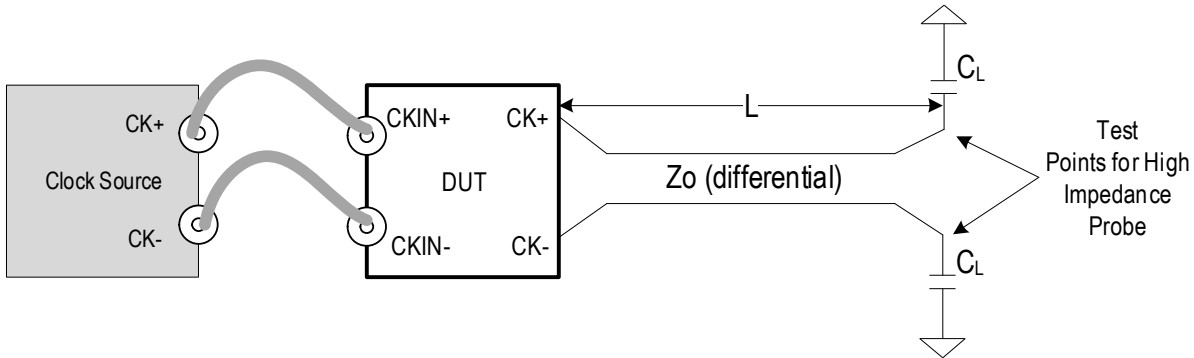 CK+
Clock Source
CK-
CKIN+
DUT
CKIN-
CK+
CK-
L
Zo (differential)
CL
CL
Test
Points for High
Impedance
Probe